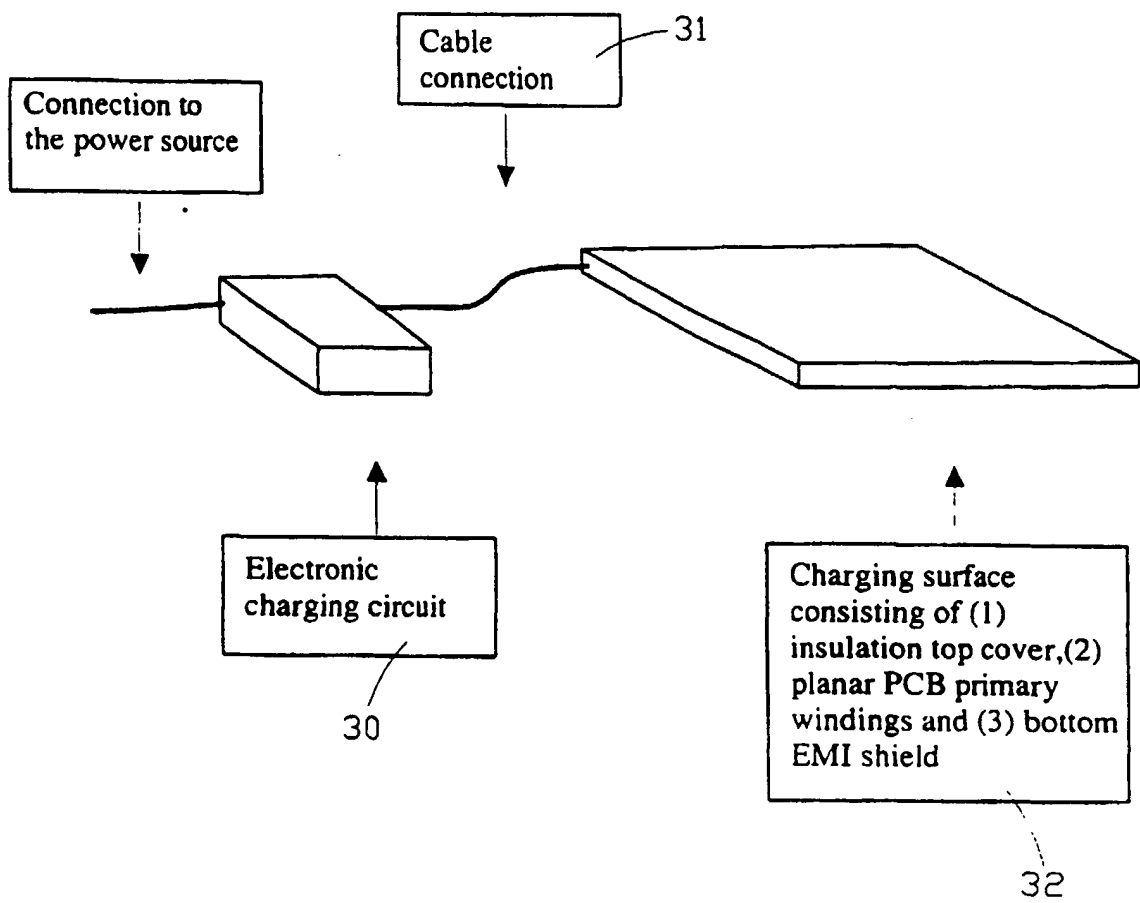 Cable
connection
31
Connection to
the power source
Electronic
charging circuit
30
Charging surface
consisting of (1)
insulation top cover,(2)
planar PCB primary
windings and (3) bottom
EMI shield
32